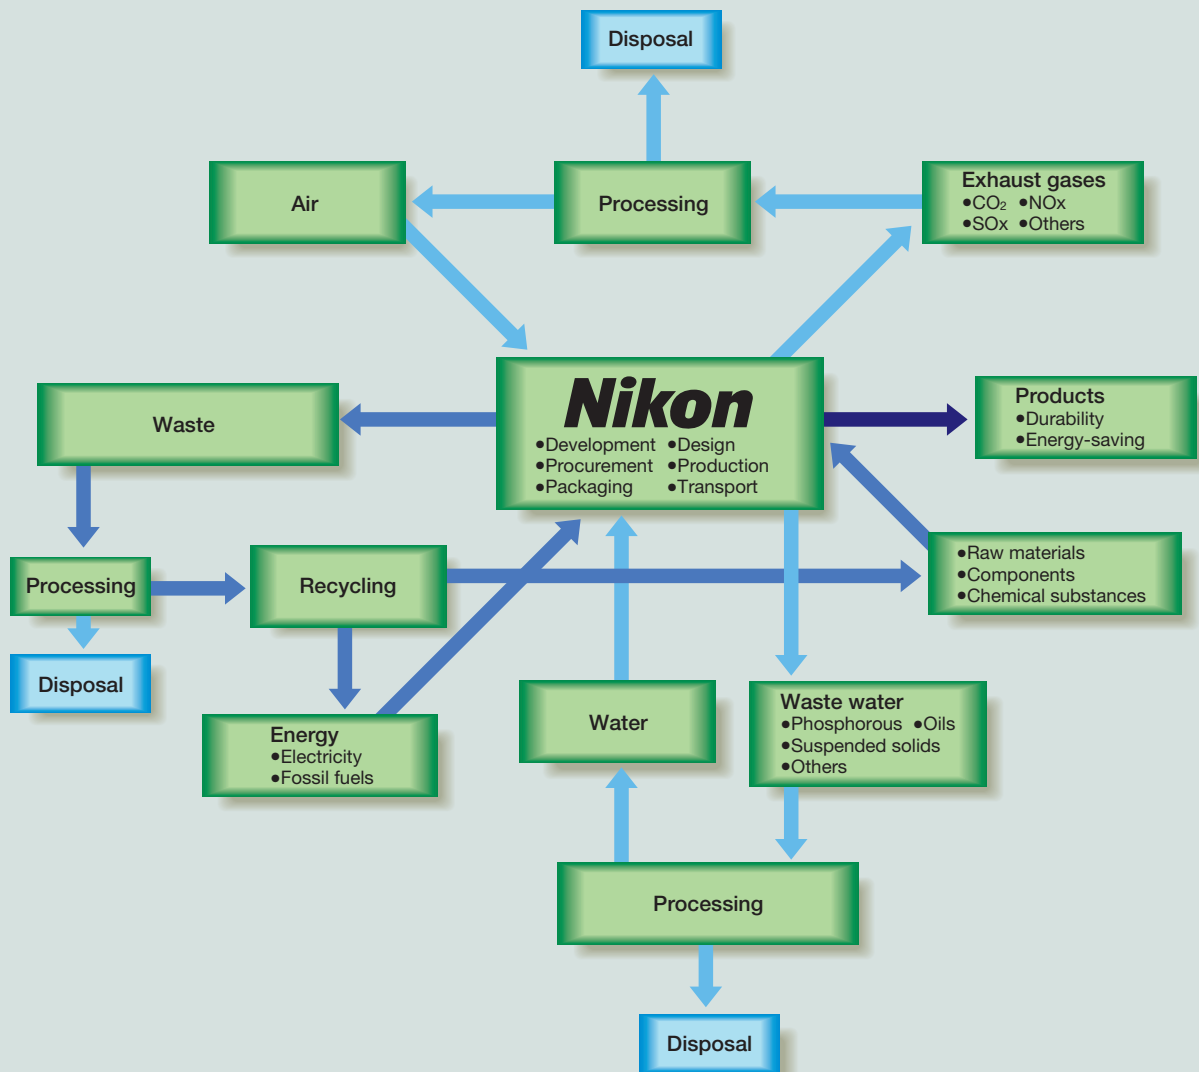 Disposal
Air
Processing
Exhaust gases
•CO₂ •NOx
•SOx •Others
Nikon
•Development •Design
•Procurement •Production
•Packaging •Transport
Waste
Products
•Durability
•Energy-saving
Processing
Recycling
•Raw materials
•Components
•Chemical substances
Disposal
Energy
•Electricity
•Fossil fuels
Water
Waste water
•Phosphorous •Oils
•Suspended solids
•Others
Processing
Disposal